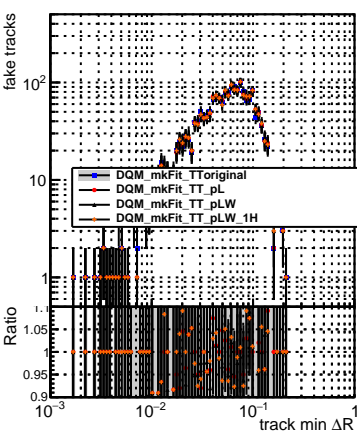 fake tracks
10²
10
1
DQM_mkFit_TToriginal
DQM_mkFit_TT_pL
DQM_mkFit_TT_pLW
DQM_mkFit_TT_pLW_1H
Ratio
1.1
1.05
1
0.95
0.9
10⁻³ 10⁻² 10⁻¹ 1
track min ΔR